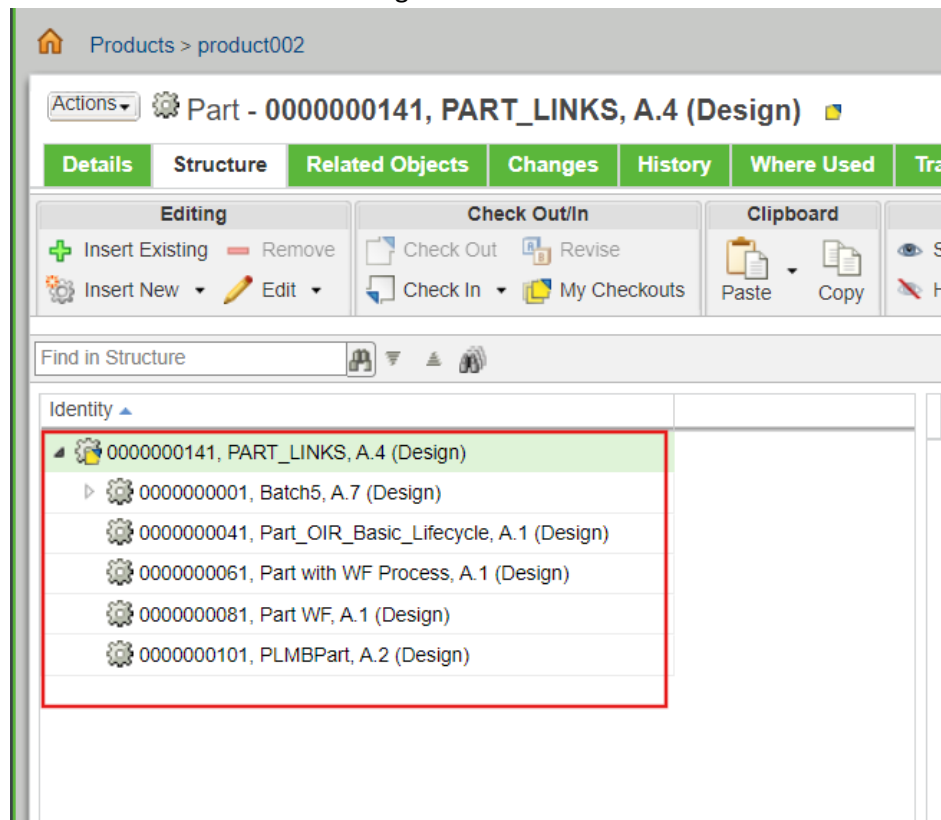 Products > product002
Actions Part - 0000000141, PART_LINKS, A.4 (Design)
Details Structure Related Objects Changes History Where Used
Editing Check Out/In Clipboard
Insert Existing Remove Check Out Revise
Insert New Edit Check In My Checkouts Paste Copy
Find in Structure
Identity
0000000141, PART_LINKS, A.4 (Design)
0000000001, Batch5, A.7 (Design)
0000000041, Part_OIR_Basic_Lifecycle, A.1 (Design)
0000000061, Part with WF Process, A.1 (Design)
0000000081, Part WF, A.1 (Design)
0000000101, PLMBPart, A.2 (Design)